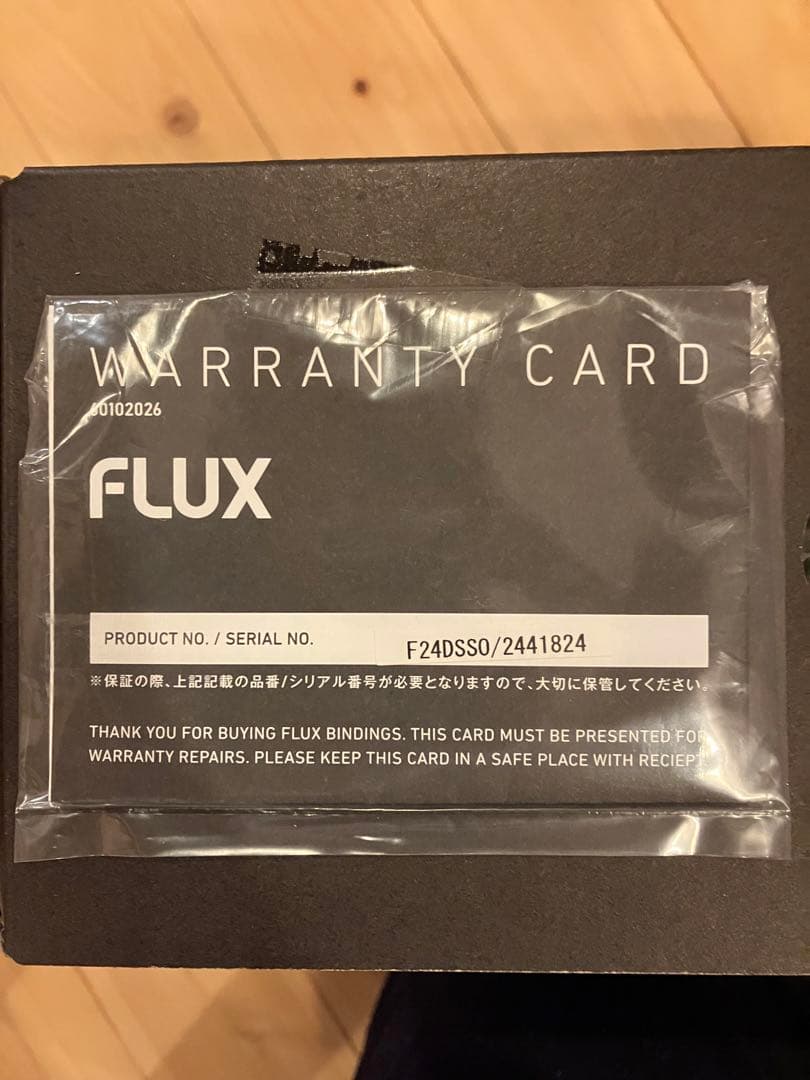 WARRANTY CARD
60102026
FLUX
PRODUCT NO. / SERIAL NO. F24DSSO/2441824
※保証の際、上記記載の品番/シリアル番号が必要となりますので、大切に保管してください。
THANK YOU FOR BUYING FLUX BINDINGS. THIS CARD MUST BE PRESENTED FOR
WARRANTY REPAIRS. PLEASE KEEP THIS CARD IN A SAFE PLACE WITH RECIEPT.